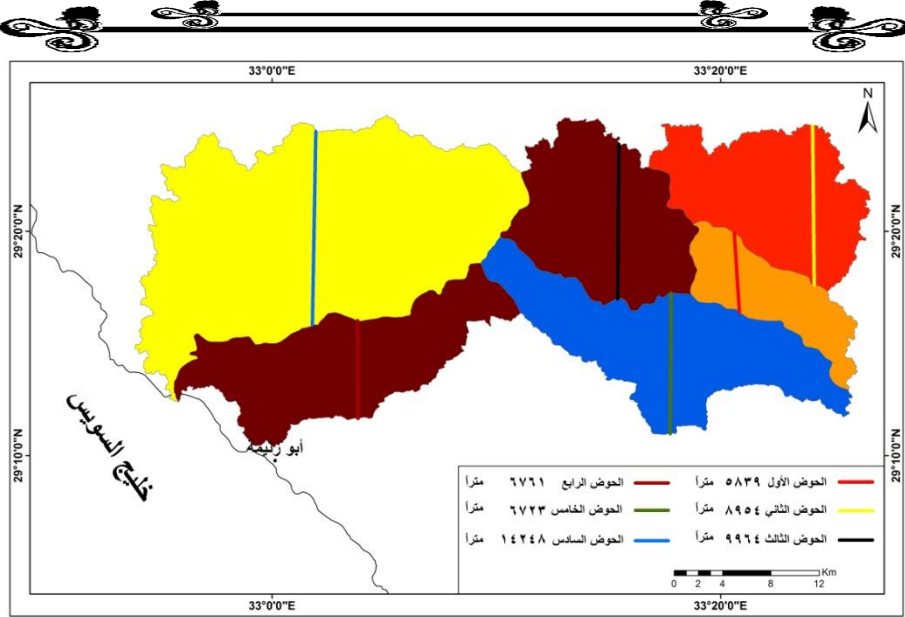 33°0'0"E 33°20'0"E
N
29°20'0"N 29°20'0"N
خليج السويس
أبو زنيمة
29°10'0"N 29°10'0"N
الحوض الأول ٥٨٣٩ متراً
الحوض الثاني ٨٩٥٤ متراً
الحوض الثالث ٩٩٦٤ متراً
الحوض الرابع ٦٧٦١ متراً
الحوض الخامس ٦٧٢٣ متراً
الحوض السادس ١٤٢٤٨ متراً
Km
0 2 4 8 12
33°0'0"E 33°20'0"E